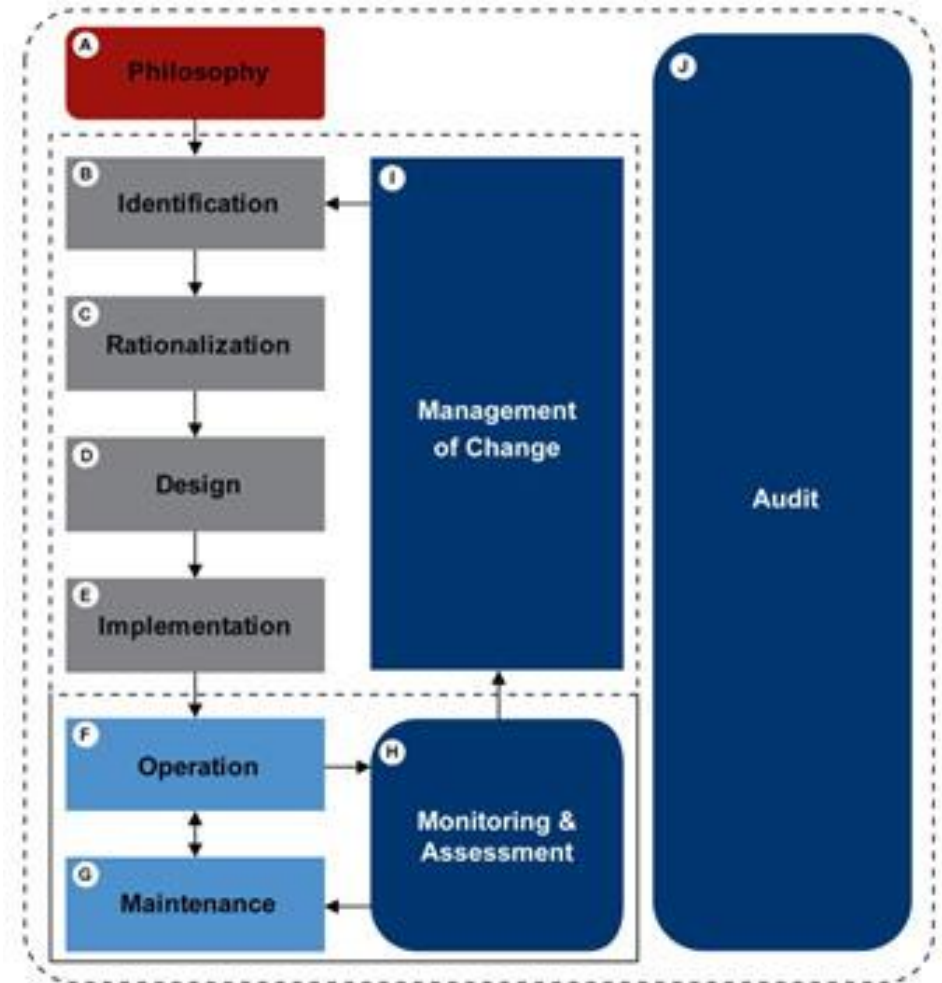 A
Philosophy
B
Identification
C
Rationalization
D
Design
E
Implementation
F
Operation
G
Maintenance
H
Monitoring &
Assessment
I
Management
of Change
J
Audit